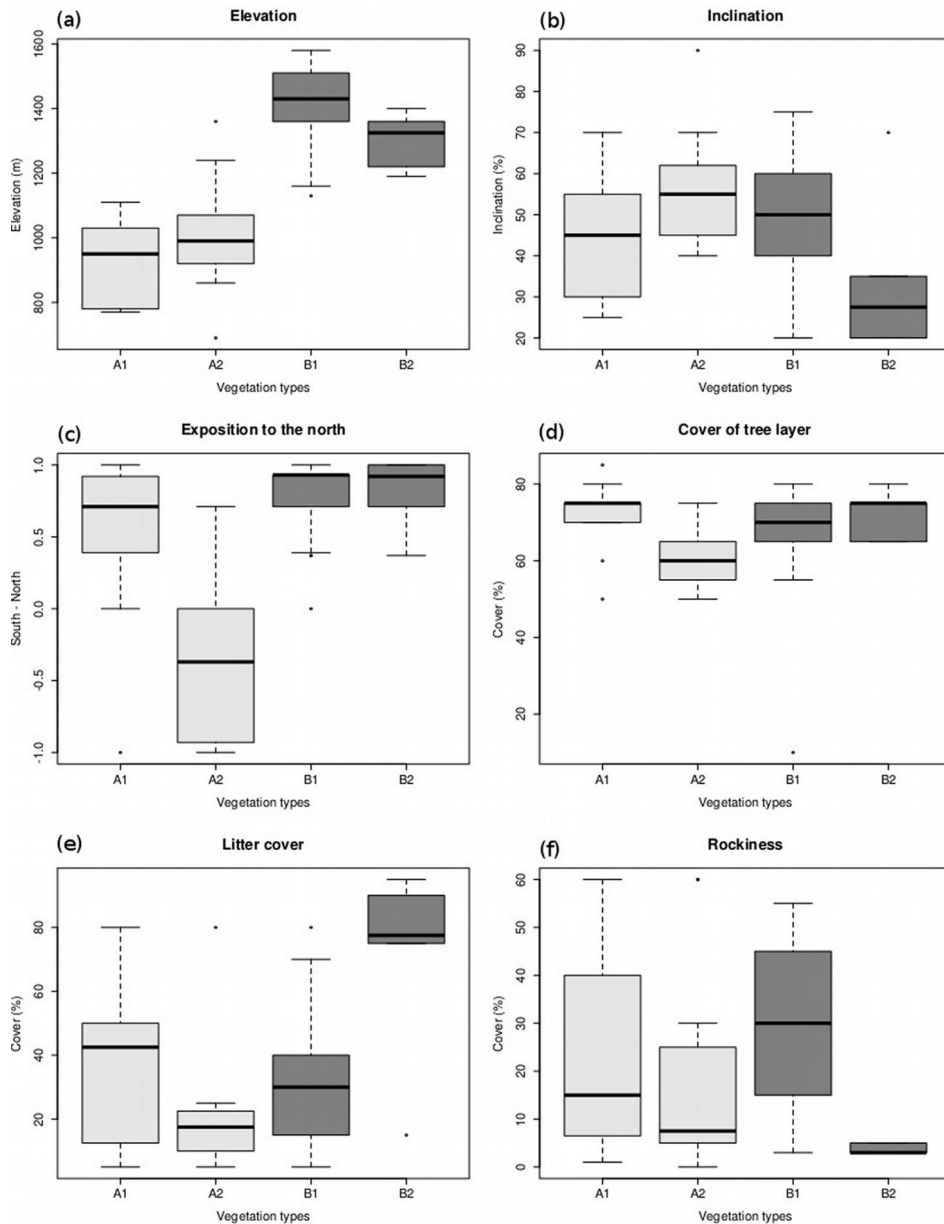 (a) Elevation
Elevation (m)
1600
1400
1200
1000
800
A1 A2 B1 B2
Vegetation types
(b) Inclination
Inclination (%)
90
80
70
60
50
40
30
20
A1 A2 B1 B2
Vegetation types
(c) Exposition to the north
South - North
1.0
0.5
0.0
-0.5
-1.0
A1 A2 B1 B2
Vegetation types
(d) Cover of tree layer
Cover (%)
80
60
40
20
A1 A2 B1 B2
Vegetation types
(e) Litter cover
Cover (%)
80
60
40
20
A1 A2 B1 B2
Vegetation types
(f) Rockiness
Cover (%)
60
50
40
30
20
10
0
A1 A2 B1 B2
Vegetation types